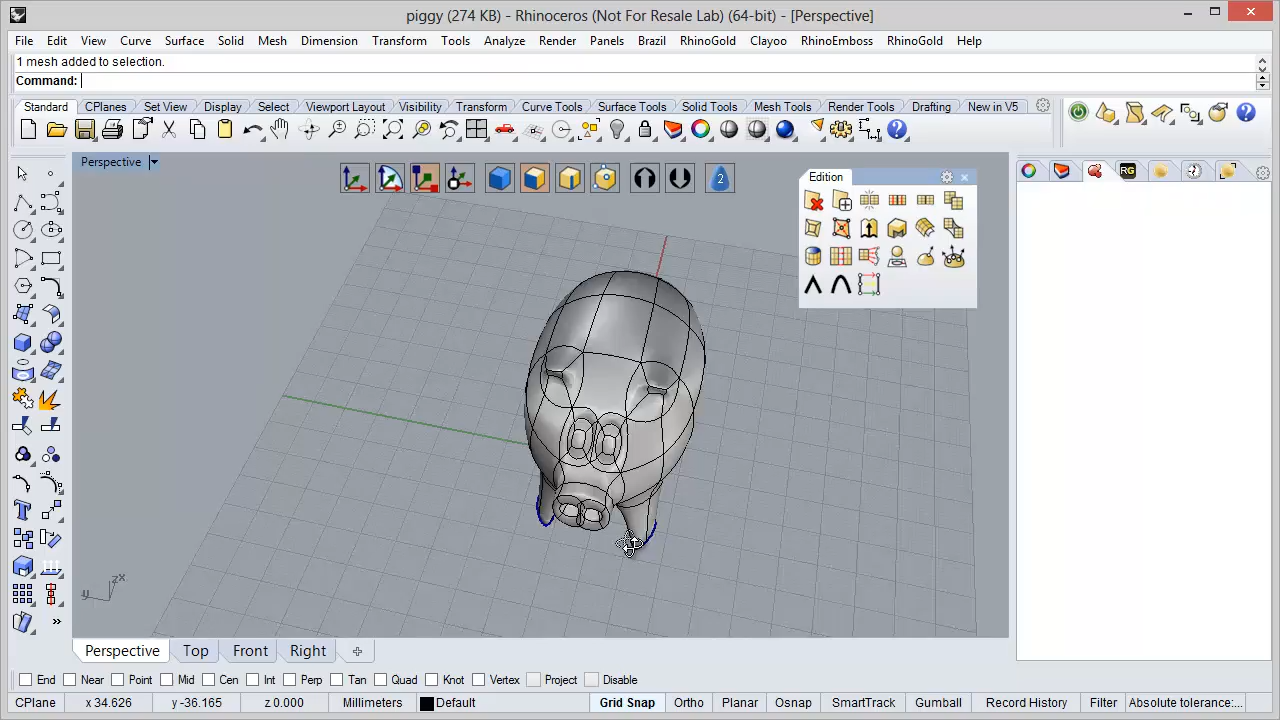 piggy (274 KB) - Rhinoceros (Not For Resale Lab) (64-bit) - [Perspective]
File Edit View Curve Surface Solid Mesh Dimension Transform Tools Analyze Render Panels Brazil RhinoGold Clayoo RhinoEmboss RhinoGold Help
1 mesh added to selection.
Command:
Standard CPlanes Set View Display Select Viewport Layout Visibility Transform Curve Tools Surface Tools Solid Tools Mesh Tools Render Tools Drafting New in V5
Perspective
Edition
RG
2
z x
y
Perspective Top Front Right
End Near Point Mid Cen Int Perp Tan Quad Knot Vertex Project Disable
CPlane x 34.626 y -36.165 z 0.000 Millimeters Default Grid Snap Ortho Planar Osnap SmartTrack Gumball Record History Filter Absolute tolerance:...